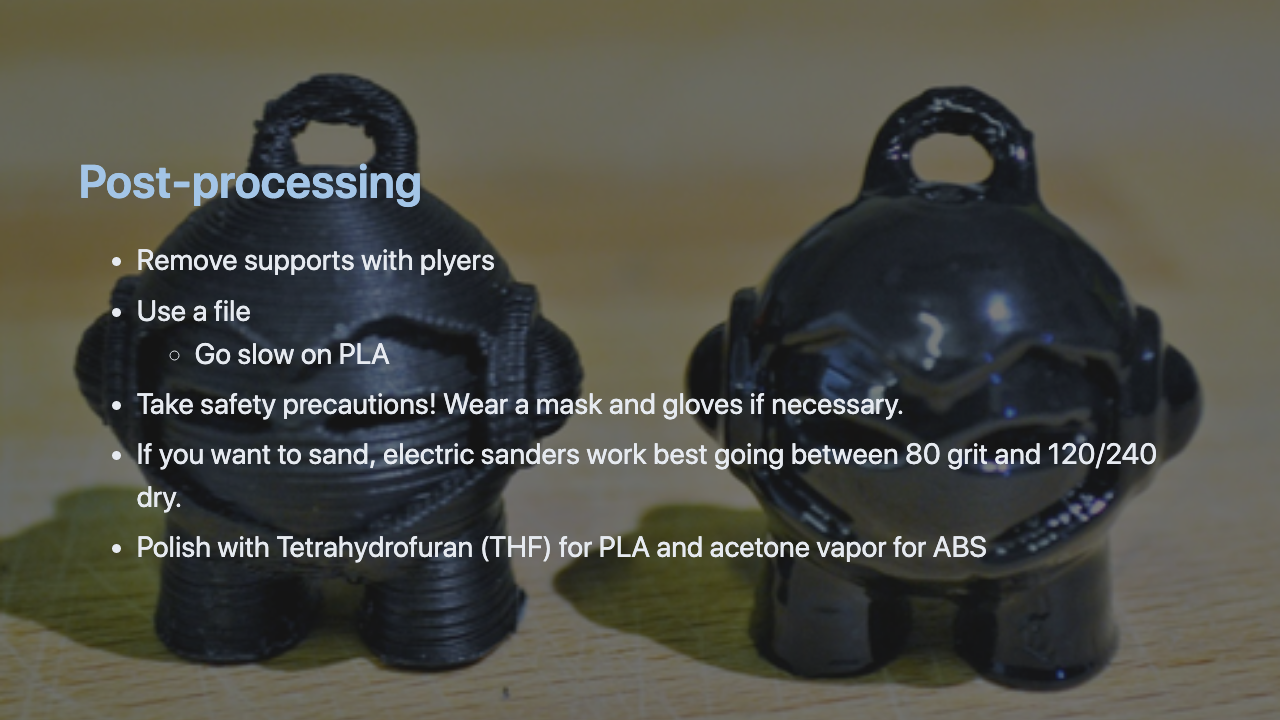 Post-processing
• Remove supports with plyers
• Use a file
○ Go slow on PLA
• Take safety precautions! Wear a mask and gloves if necessary.
• If you want to sand, electric sanders work best going between 80 grit and 120/240
dry.
• Polish with Tetrahydrofuran (THF) for PLA and acetone vapor for ABS